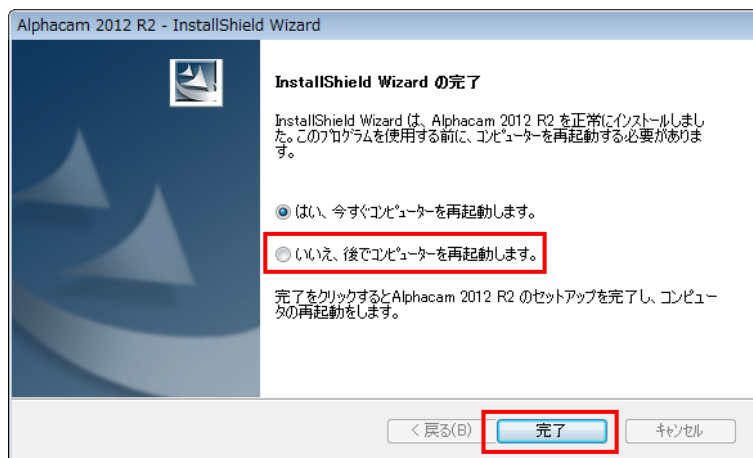 Alphacam 2012 R2 - InstallShield Wizard
InstallShield Wizard の完了
InstallShield Wizard は、Alphacam 2012 R2 を正常にインストールしまし
た。このプログラムを使用する前に、コンピューターを再起動する必要がありま
す。
はい、今すぐコンピューターを再起動します。
いいえ、後でコンピューターを再起動します。
完了をクリックするとAlphacam 2012 R2 のセットアップを完了し、コンピュー
タの再起動をします。
< 戻る(B)
完了
キャンセル